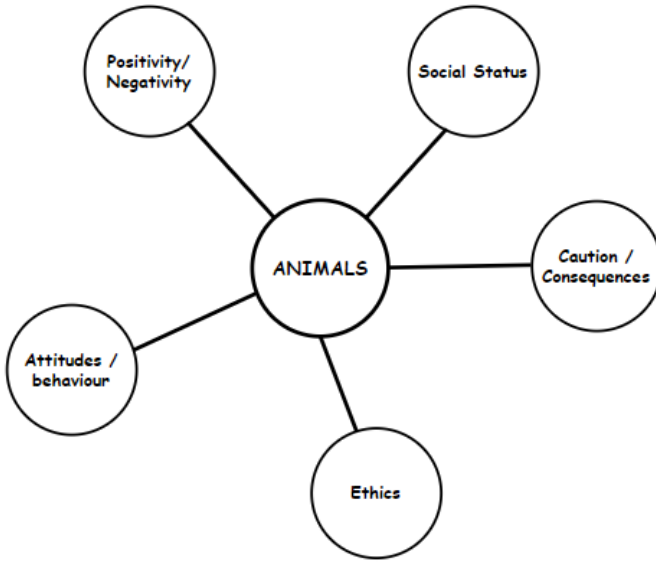 Positivity/
Negativity
Social Status
ANIMALS
Caution /
Consequences
Attitudes /
behaviour
Ethics